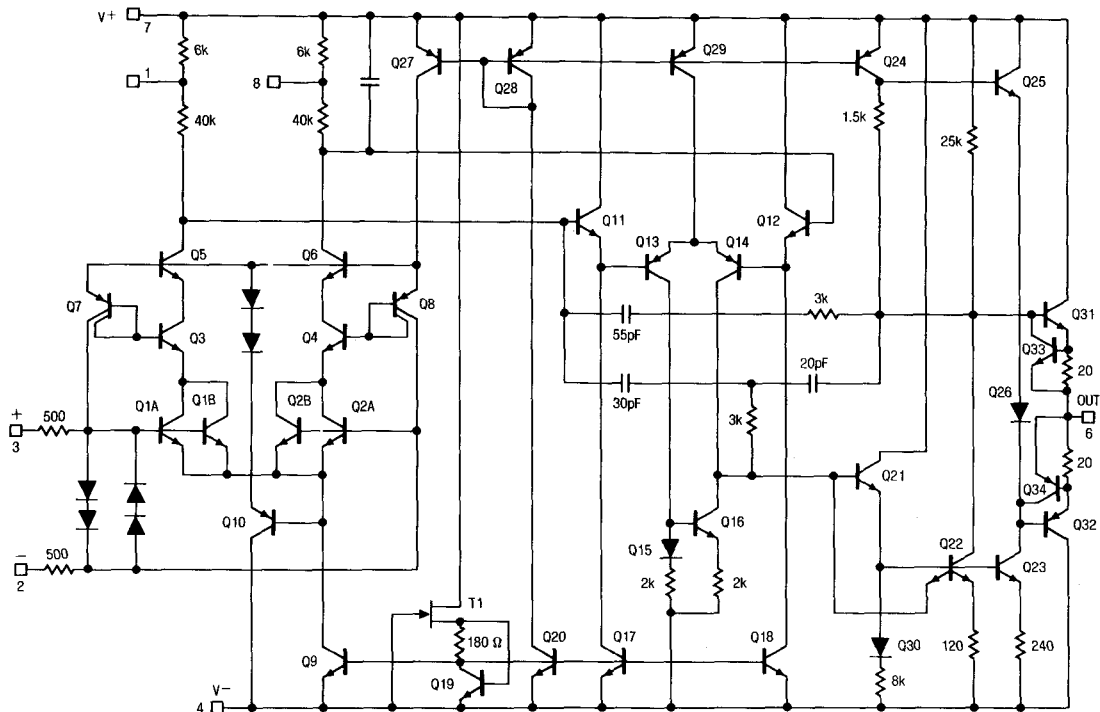 V+
7
6k
6k
1
8
Q27
Q28
Q29
Q24
Q25
40k
40k
1.5k
25k
Q11
Q12
Q5
Q6
Q13
Q14
Q7
Q8
Q3
Q4
3k
55pF
Q31
Q33
20
20pF
30pF
Q1A
Q1B
Q2B
Q2A
Q26
OUT
6
+
500
3
3k
Q21
20
Q34
Q10
Q16
Q32
Q15
Q22
Q23
−
500
2
2k
2k
T1
180 Ω
Q9
Q19
Q20
Q17
Q18
Q30
120
240
8k
V−
4